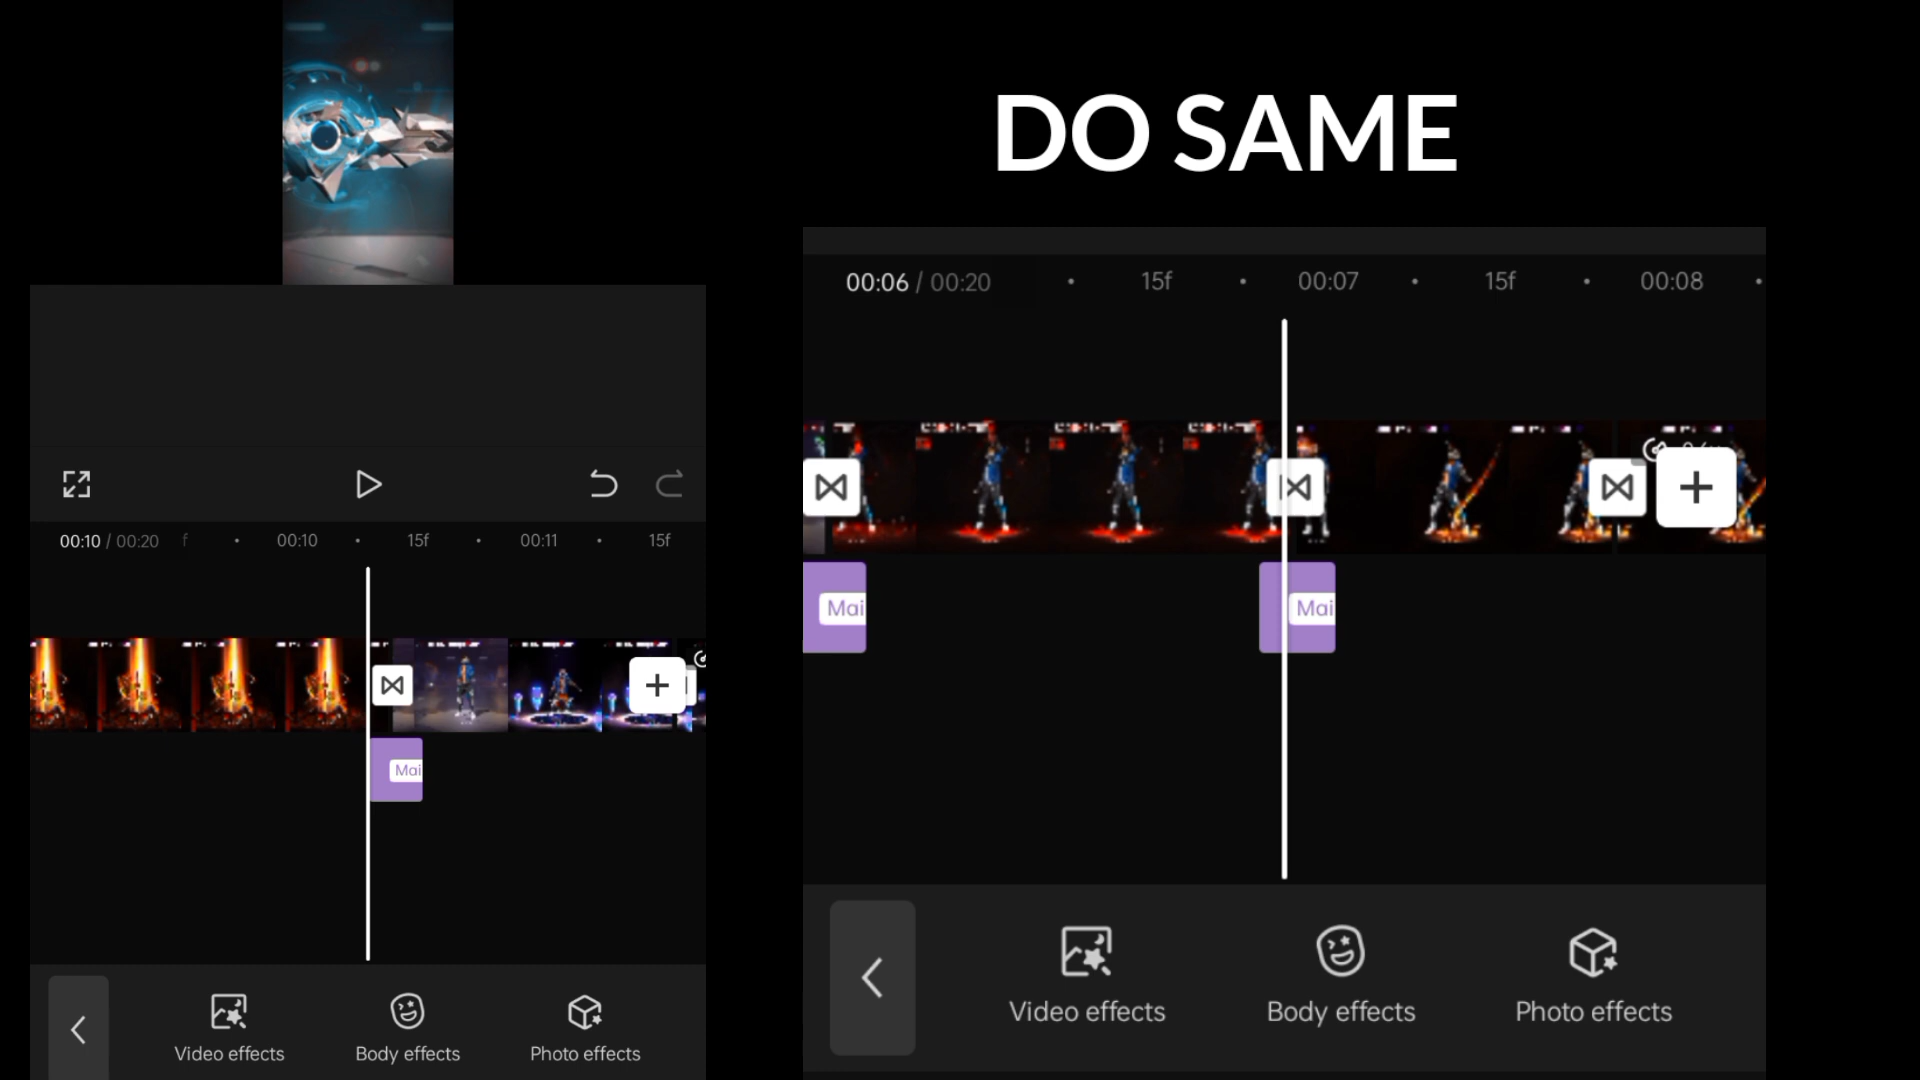 DO SAME
00:10 / 00:20 f 00:10 15f 00:11 15f
Mai
Video effects Body effects Photo effects
00:06 / 00:20 15f 00:07 15f 00:08
Mai Mai
Video effects Body effects Photo effects